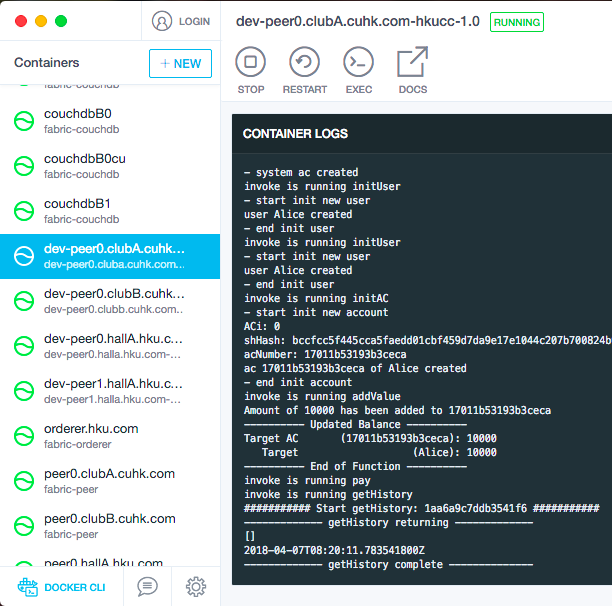 LOGIN
Containers
+ NEW
fabric-couchdb
couchdbB0
fabric-couchdb
couchdbB0cu
fabric-couchdb
couchdbB1
fabric-couchdb
dev-peer0.clubA.cuhk...
dev-peer0.cluba.cuhk.com...
dev-peer0.clubB.cuhk...
dev-peer0.clubb.cuhk.com..
dev-peer0.hallA.hku.c...
dev-peer0.halla.hku.com-...
dev-peer1.hallA.hku.c...
dev-peer1.halla.hku.com-...
orderer.hku.com
fabric-orderer
peer0.clubA.cuhk.com
fabric-peer
peer0.clubB.cuhk.com
fabric-peer
peer0.hallA.hku.com
DOCKER CLI
dev-peer0.clubA.cuhk.com-hkucc-1.0 RUNNING
STOP RESTART EXEC DOCS
CONTAINER LOGS
- system ac created
invoke is running initUser
- start init new user
user Alice created
- end init user
invoke is running initUser
- start init new user
user Alice created
- end init user
invoke is running initAC
- start init new account
ACi: 0
shHash: bccfcc5f445cca5faedd01cbf459d7da9e17e1044c207b700824b
acNumber: 17011b53193b3ceca
ac 17011b53193b3ceca of Alice created
- end init account
invoke is running addValue
Amount of 10000 has been added to 17011b53193b3ceca
---------- Updated Balance ----------
Target AC (17011b53193b3ceca): 10000
Target (Alice): 10000
---------- End of Function ----------
invoke is running pay
invoke is running getHistory
########### Start getHistory: 1aa6a9c7ddb3541f6 ###########
------------- getHistory returning -------------
[]
2018-04-07T08:20:11.783541800Z
------------- getHistory complete --------------